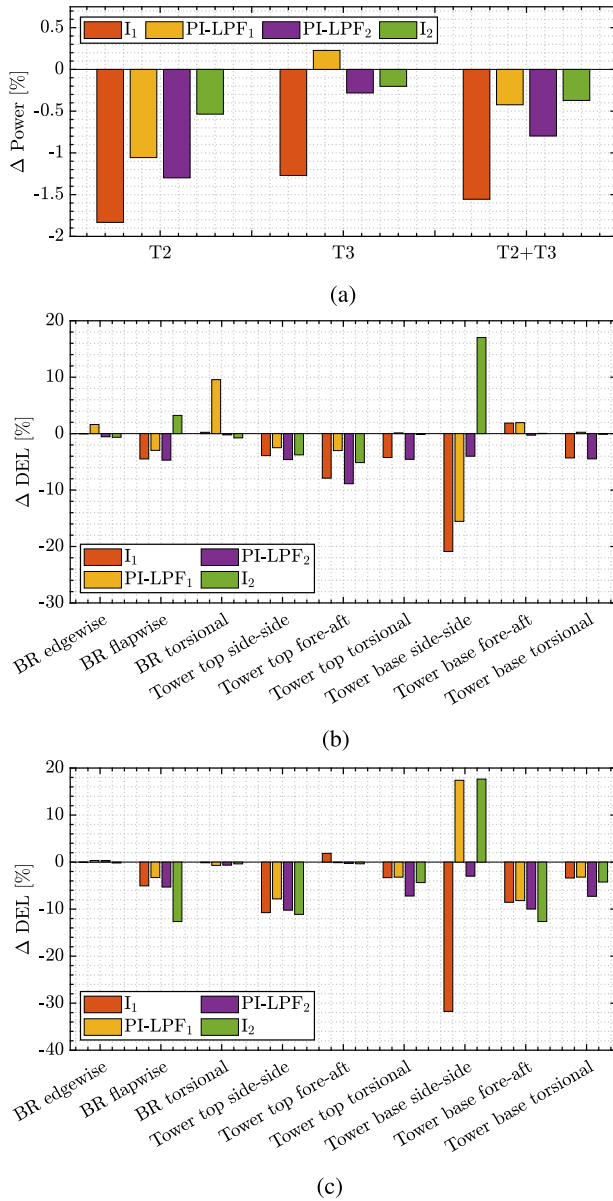 I₁ PI-LPF₁ PI-LPF₂ I₂
0.5
0
-0.5
-1
-1.5
-2
Δ Power [%]
T2 T3 T2+T3
(a)
20
10
0
-10
-20
-30
Δ DEL [%]
I₁ PI-LPF₂
PI-LPF₁ I₂
BR edgewise
BR flapwise
BR torsional
Tower top side-side
Tower top fore-aft
Tower top torsional
Tower base side-side
Tower base fore-aft
Tower base torsional
(b)
20
10
0
-10
-20
-30
-40
Δ DEL [%]
I₁ PI-LPF₂
PI-LPF₁ I₂
BR edgewise
BR flapwise
BR torsional
Tower top side-side
Tower top fore-aft
Tower top torsional
Tower base side-side
Tower base fore-aft
Tower base torsional
(c)